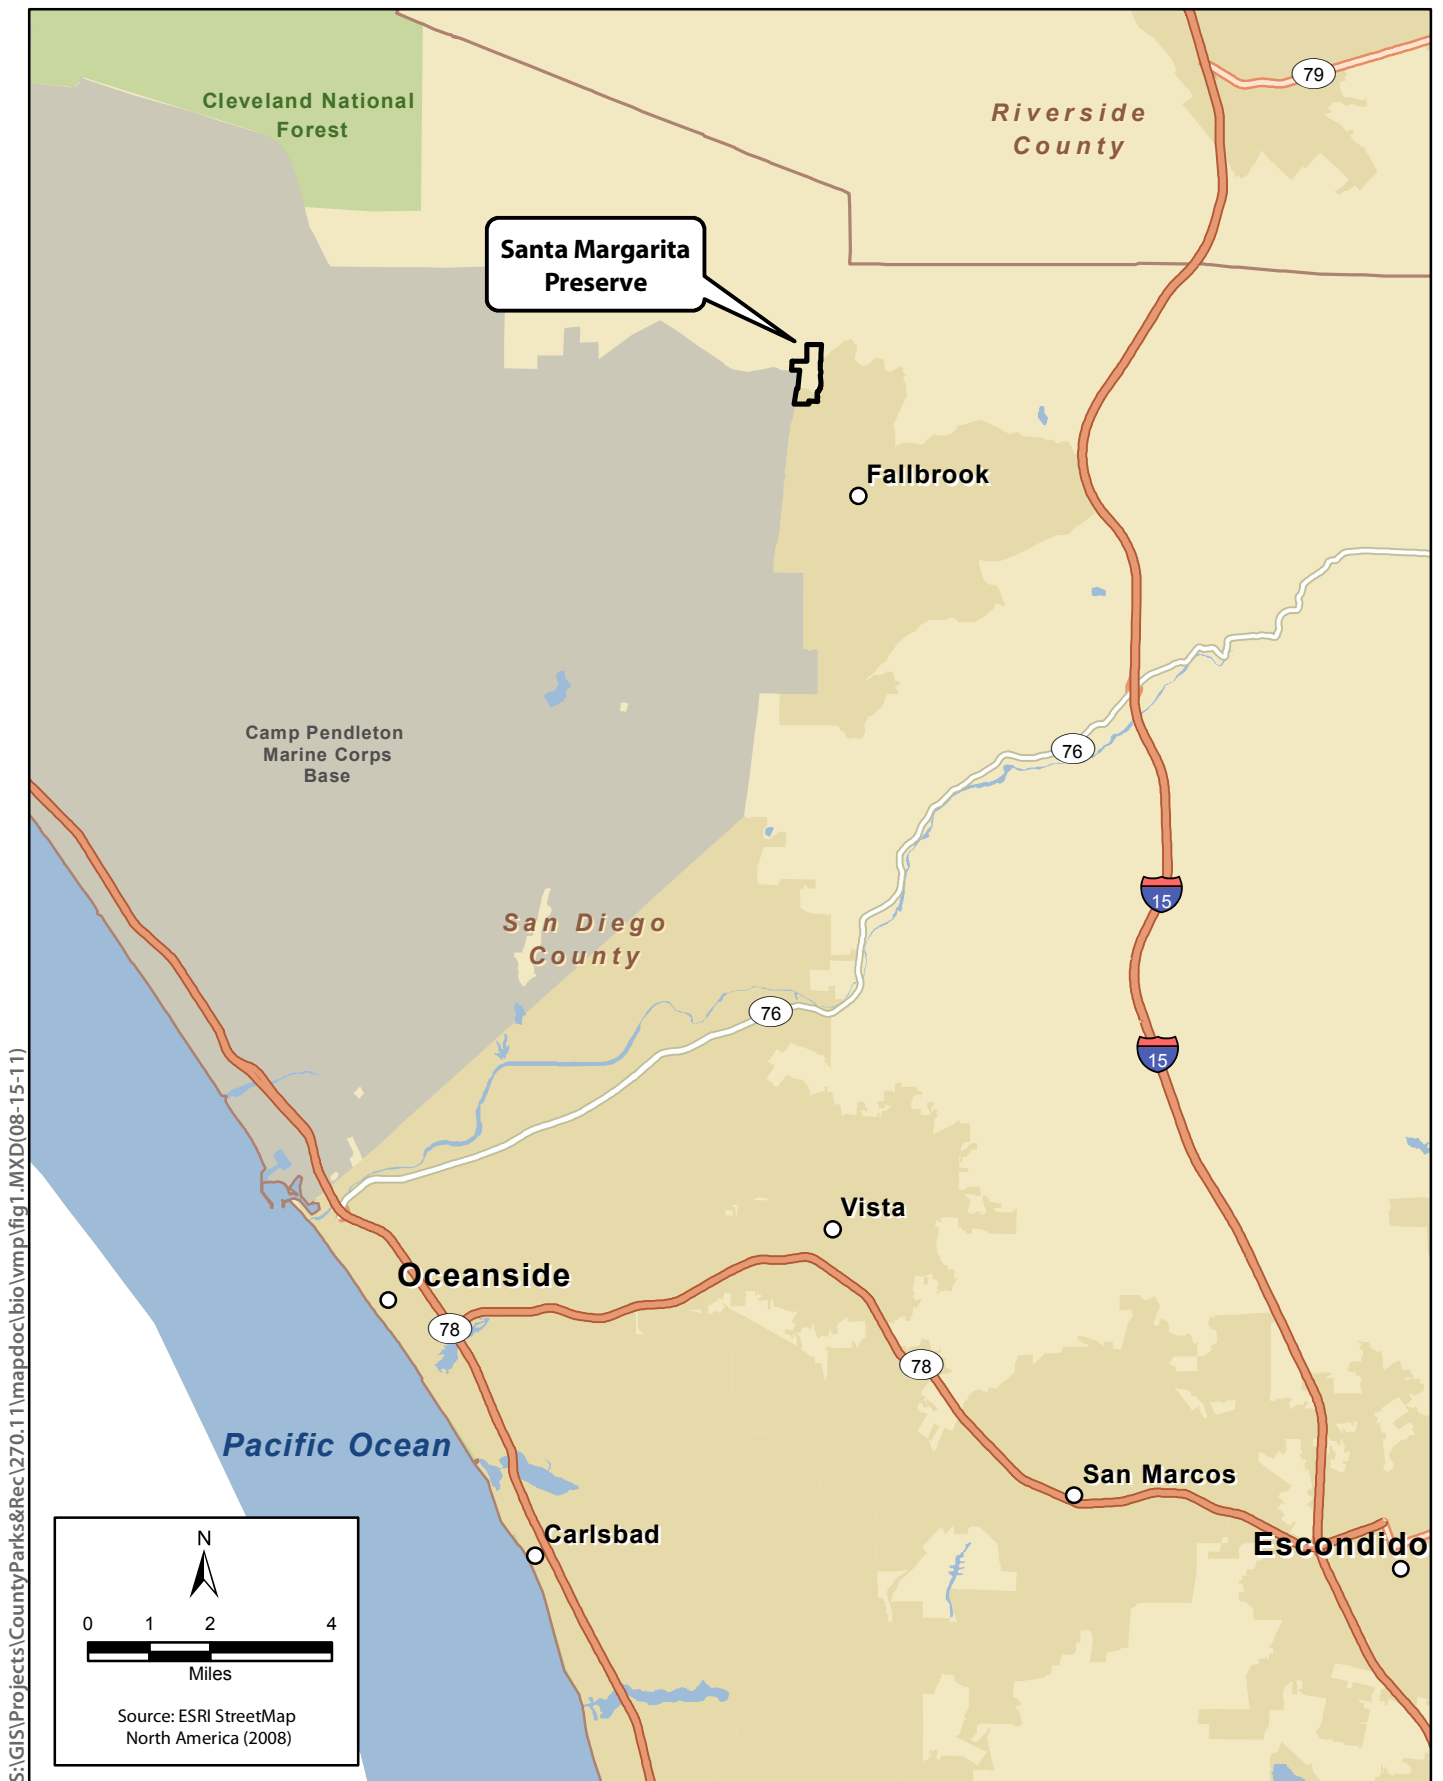 Cleveland National
Forest
Riverside
County
79
Santa Margarita
Preserve
Fallbrook
Camp Pendleton
Marine Corps
Base
76
15
San Diego
County
76
15
Vista
Oceanside
78
78
Pacific Ocean
San Marcos
Carlsbad
Escondido
N
0 1 2 4
Miles
Source: ESRI StreetMap
North America (2008)
S:\GIS\Projects\CountyParks&Rec\270.11\mapdoc\bio\vmp\fig1.MXD(08-15-11)